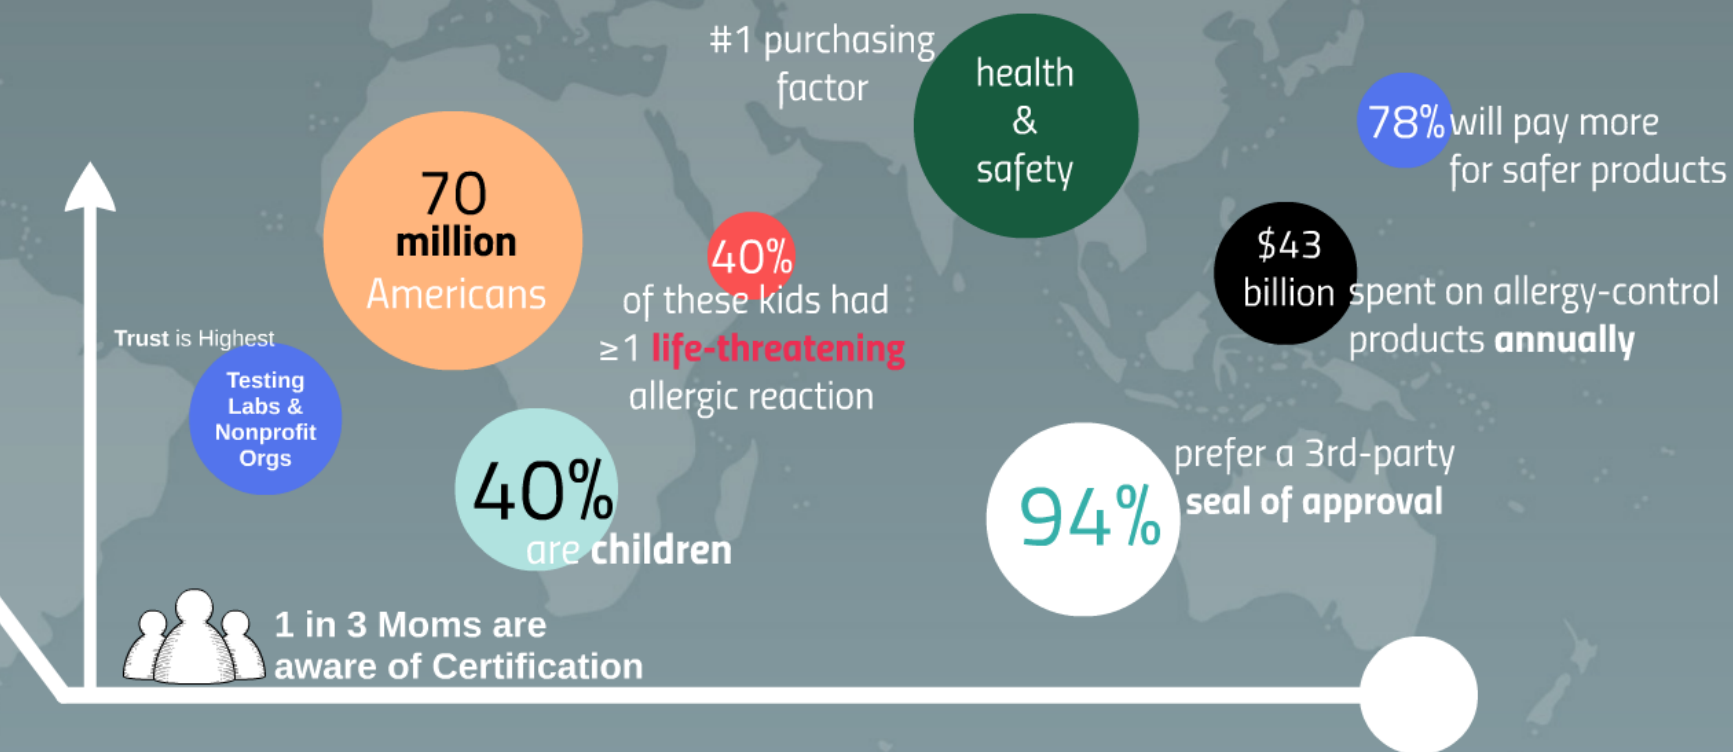 #1 purchasing
factor
health
&
safety
78% will pay more
for safer products
70
million
Americans
40%
of these kids had
≥1 life-threatening
allergic reaction
$43
billion spent on allergy-control
products annually
Trust is Highest
Testing
Labs &
Nonprofit
Orgs
40%
are children
94%
prefer a 3rd-party
seal of approval
1 in 3 Moms are
aware of Certification